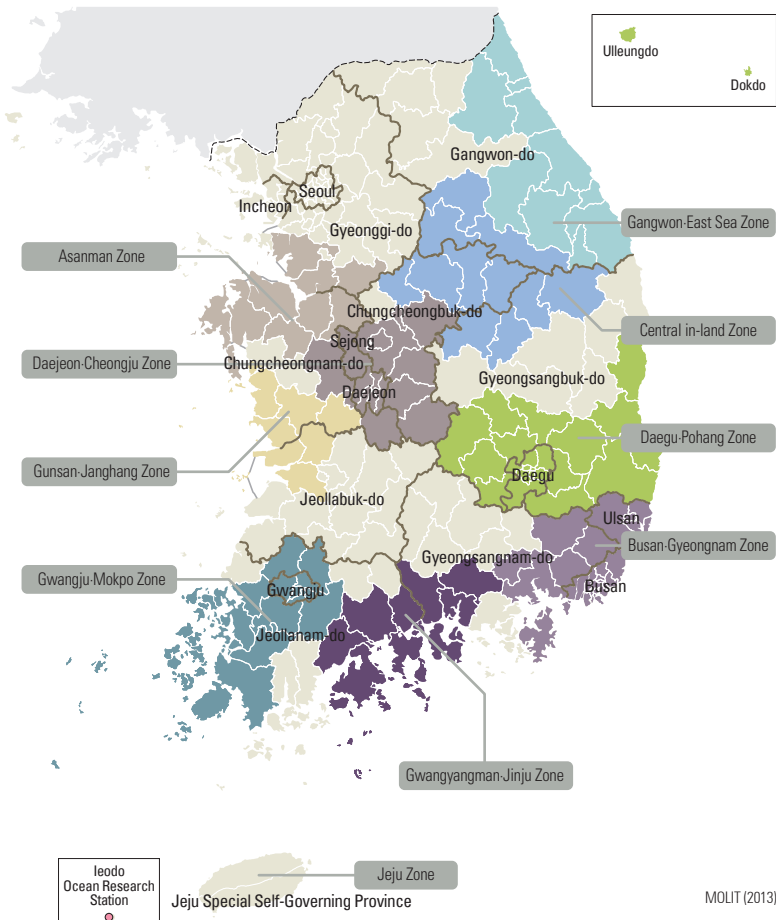 Ulleungdo
Dokdo
Gangwon-do
Seoul
Incheon
Gyeonggi-do
Gangwon·East Sea Zone
Asanman Zone
Chungcheongbuk-do
Central in-land Zone
Sejong
Daejeon·Cheongju Zone
Chungcheongnam-do
Gyeongsangbuk-do
Daejeon
Daegu·Pohang Zone
Gunsan·Janghang Zone
Daegu
Jeollabuk-do
Ulsan
Gyeongsangnam-do
Busan·Gyeongnam Zone
Gwangju·Mokpo Zone
Gwangju
Busan
Jeollanam-do
Gwangyangman·Jinju Zone
Ieodo
Ocean Research
Station
Jeju Zone
Jeju Special Self-Governing Province
MOLIT (2013)